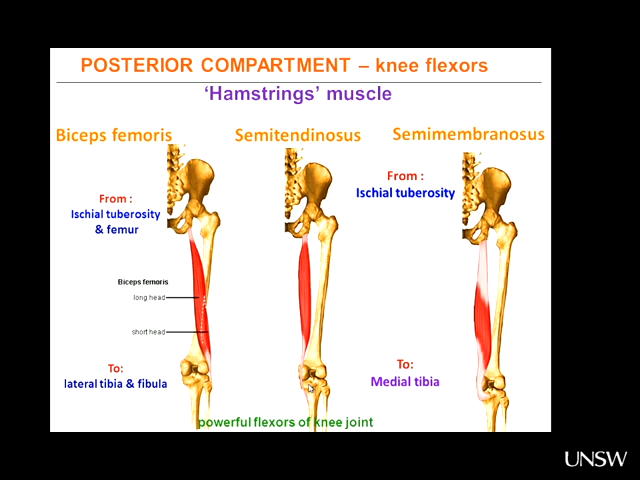 POSTERIOR COMPARTMENT – knee flexors
‘Hamstrings’ muscle
Biceps femoris
Semitendinosus
Semimembranosus
From :
Ischial tuberosity
& femur
From :
Ischial tuberosity
Biceps femoris
long head
short head
To:
lateral tibia & fibula
To:
Medial tibia
powerful flexors of knee joint
UNSW